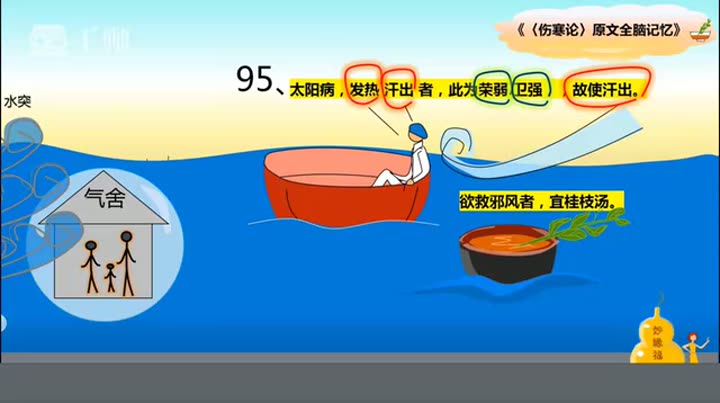 《〈伤寒论〉原文全脑记忆》
95、太阳病，发热汗出者，此为荣弱卫强，故使汗出。
水突
气舍
欲救邪风者，宜桂枝汤。
妙缘福